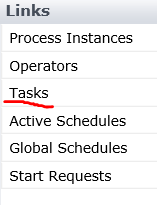 Links
Process Instances
Operators
Tasks
Active Schedules
Global Schedules
Start Requests